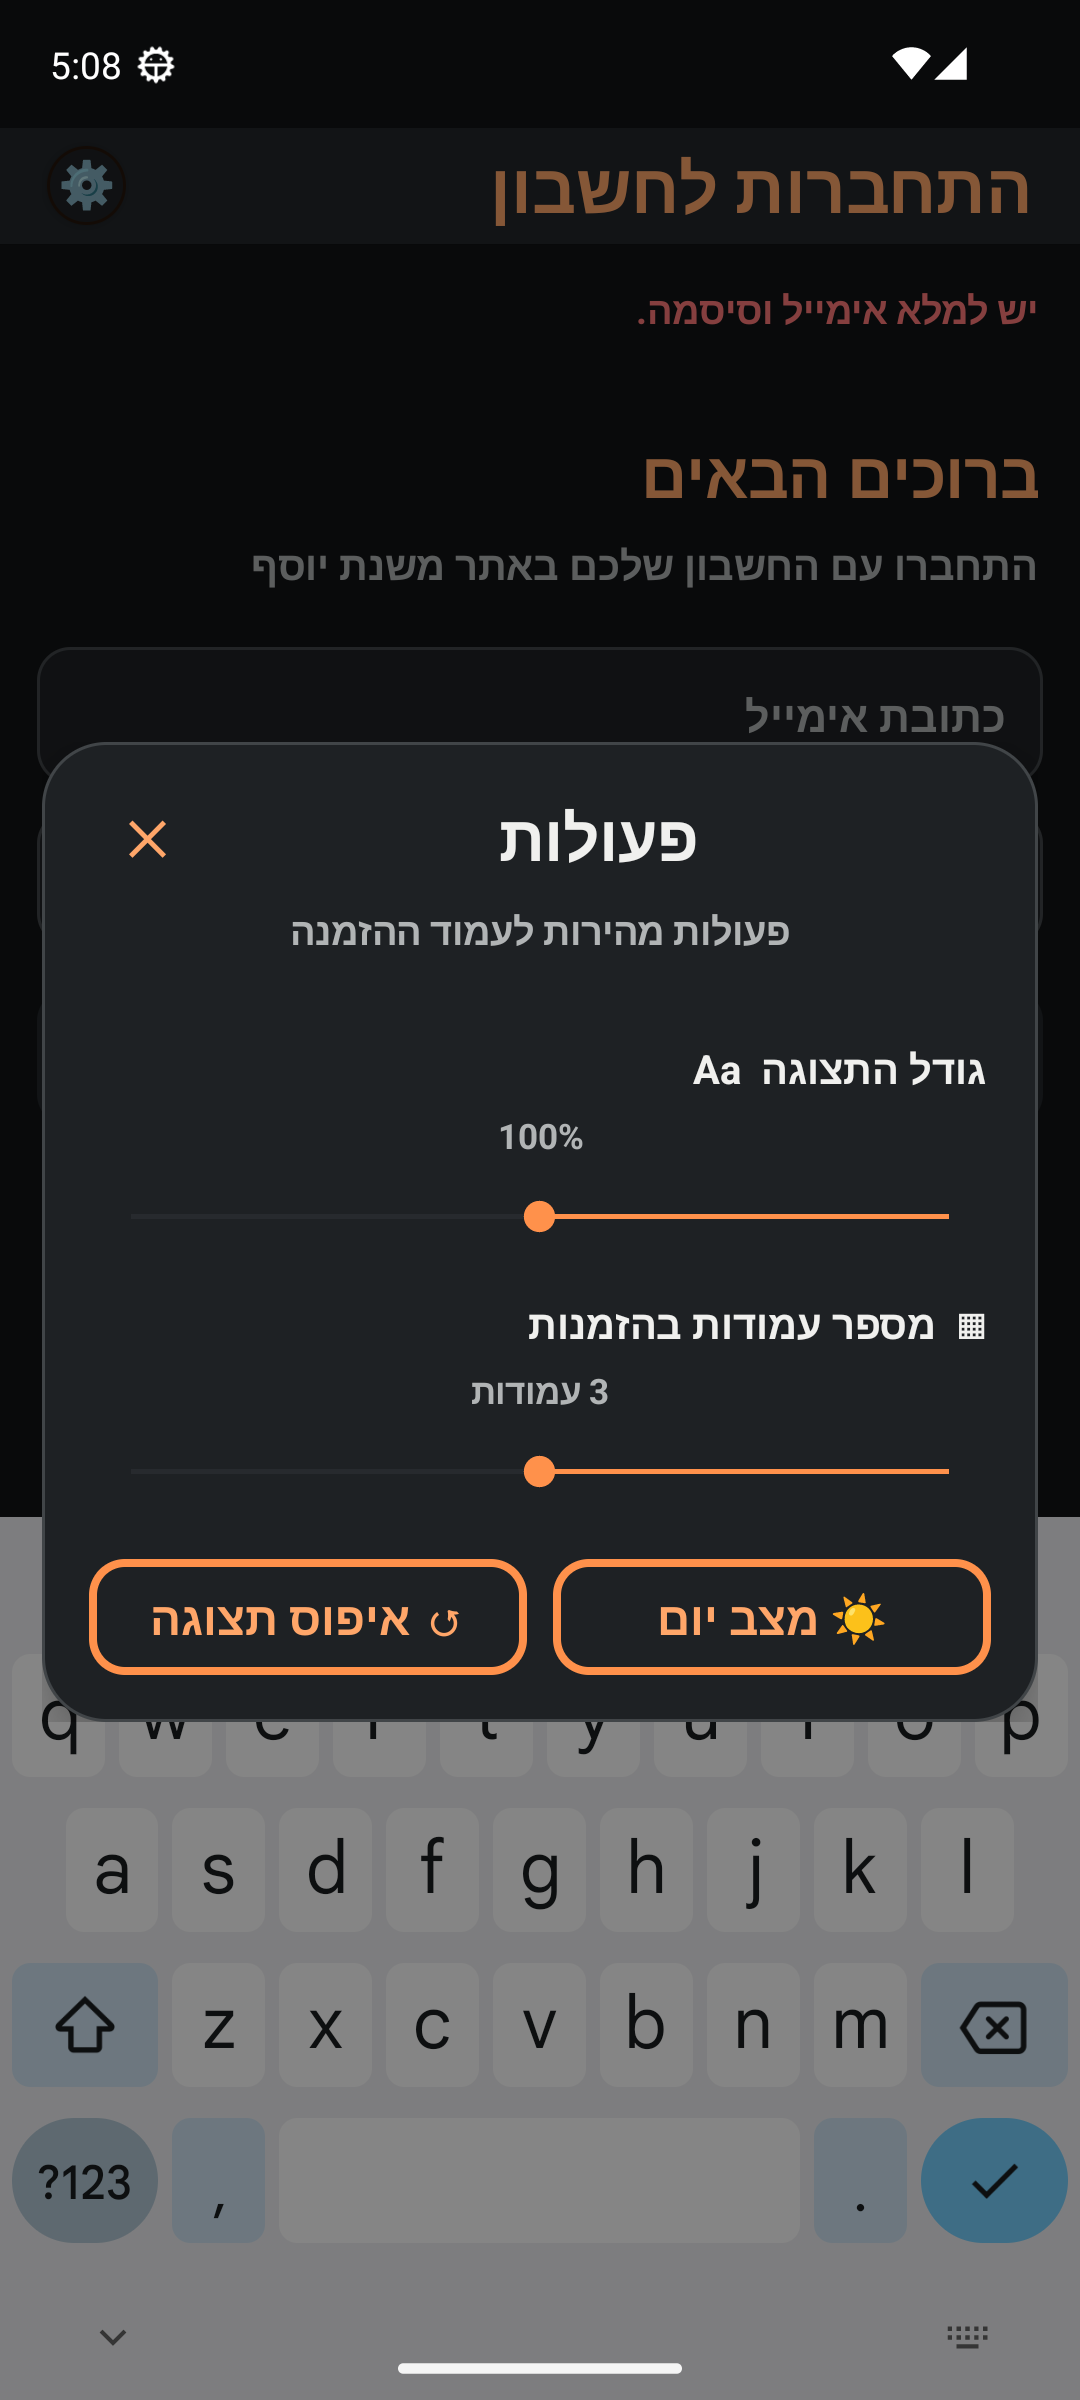 5:08
התחברות לחשבון
יש למלא אימייל וסיסמה.
ברוכים הבאים
התחברו עם החשבון שלכם באתר משנת יוסף
כתובת אימייל
פעולות
פעולות מהירות לעמוד ההזמנה
גודל התצוגה Aa
100%
מספר עמודות בהזמנות
3 עמודות
מצב יום
איפוס תצוגה
q w e r t y u i o p
a s d f g h j k l
z x c v b n m
?123 , .